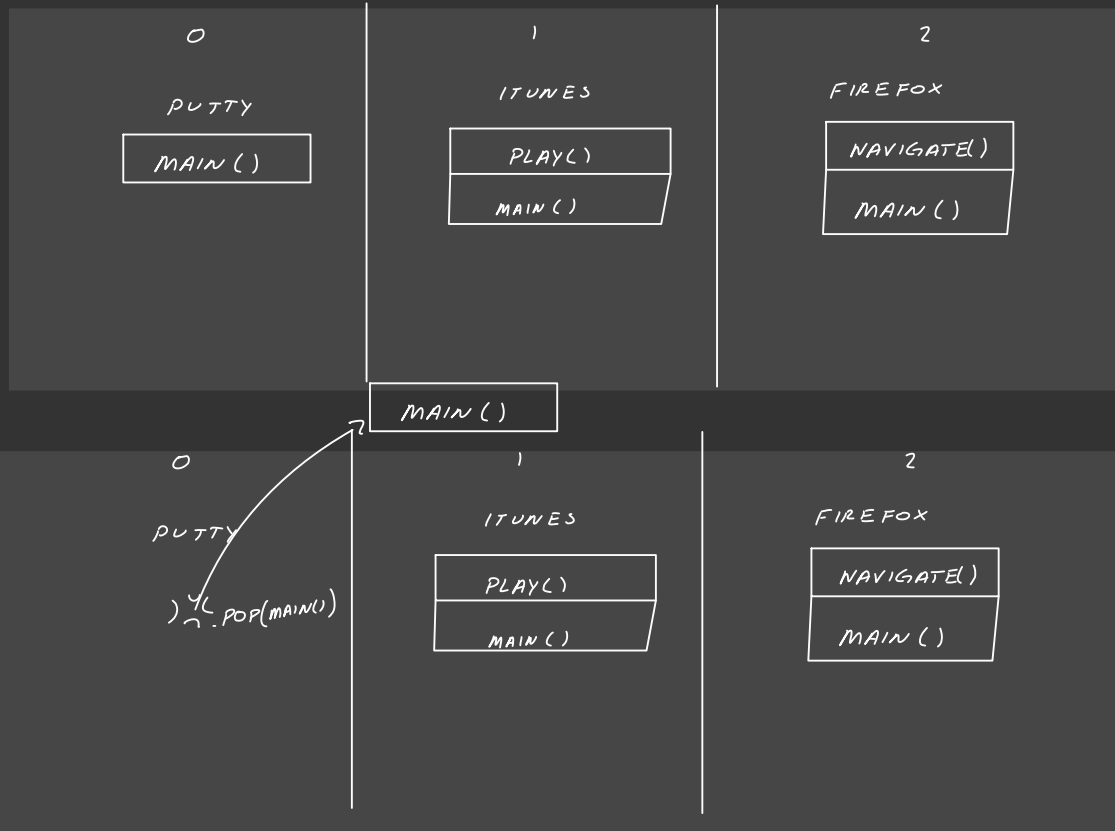 0 1 2
PUTTY ITUNES FIREFOX
MAIN() PLAY() NAVIGATE()
MAIN() MAIN()
MAIN()
0 1 2
PUTTY ITUNES FIREFOX
PLAY() NAVIGATE()
.POP(MAIN()) MAIN() MAIN()